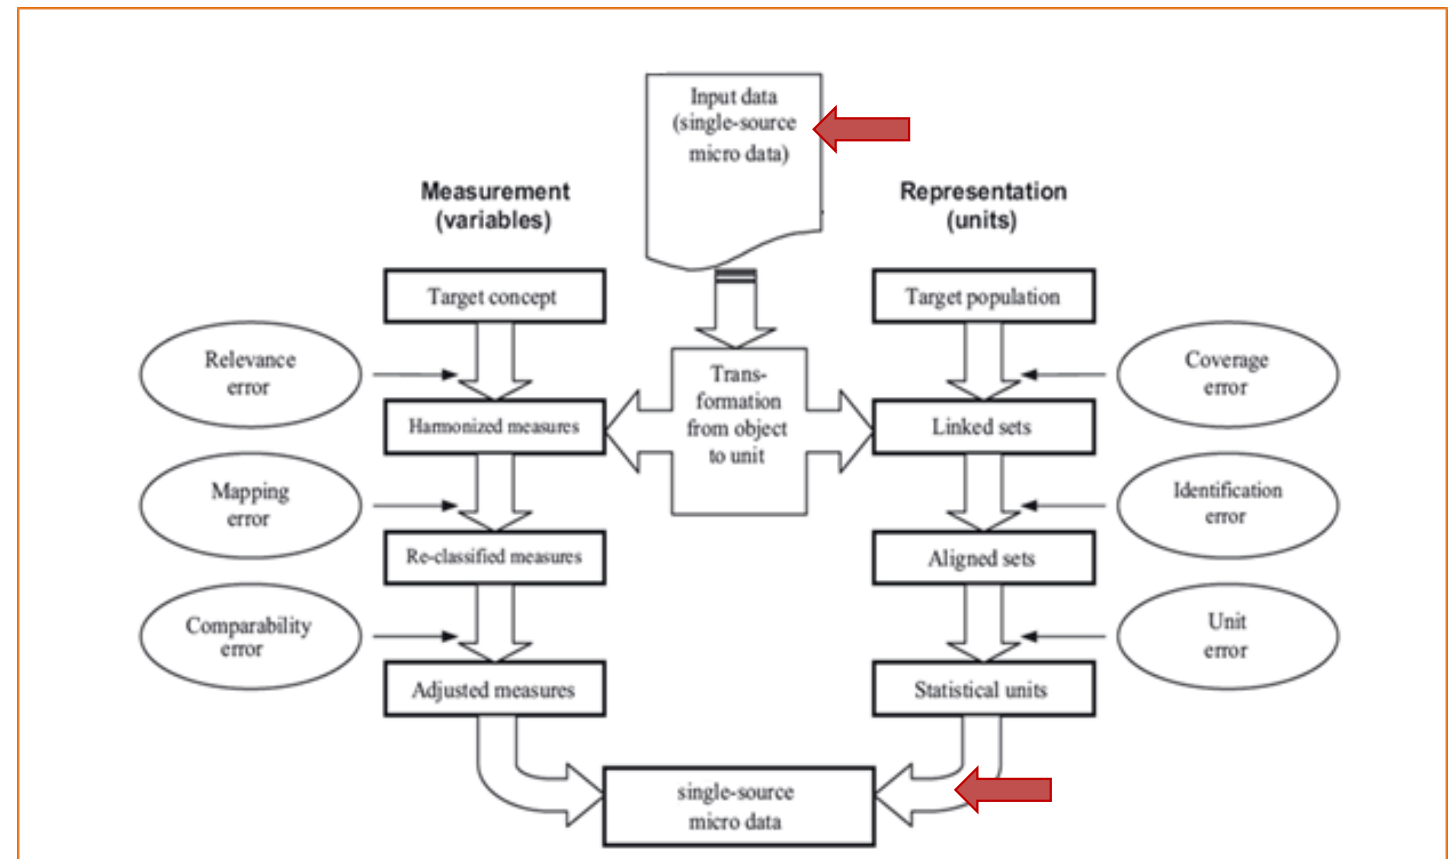 Input data
(single-source
micro data)
Measurement
(variables)
Representation
(units)
Target concept
Target population
Relevance
error
Coverage
error
Trans-
formation
from object
to unit
Harmonized measures
Linked sets
Mapping
error
Identification
error
Re-classified measures
Aligned sets
Comparability
error
Unit
error
Adjusted measures
Statistical units
single-source
micro data